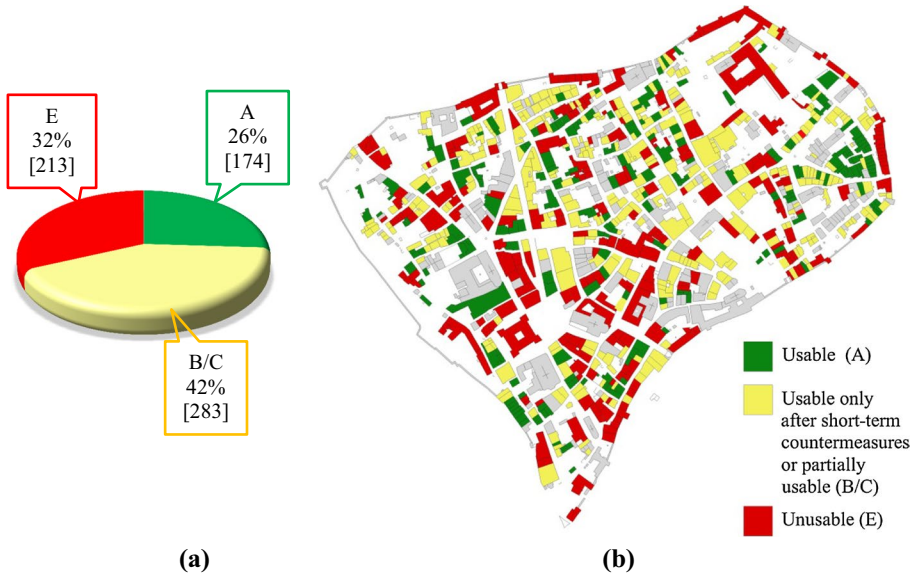 E
32%
[213]
A
26%
[174]
B/C
42%
[283]
Usable (A)
Usable only
after short-term
countermeasures
or partially
usable (B/C)
Unusable (E)
(a)
(b)